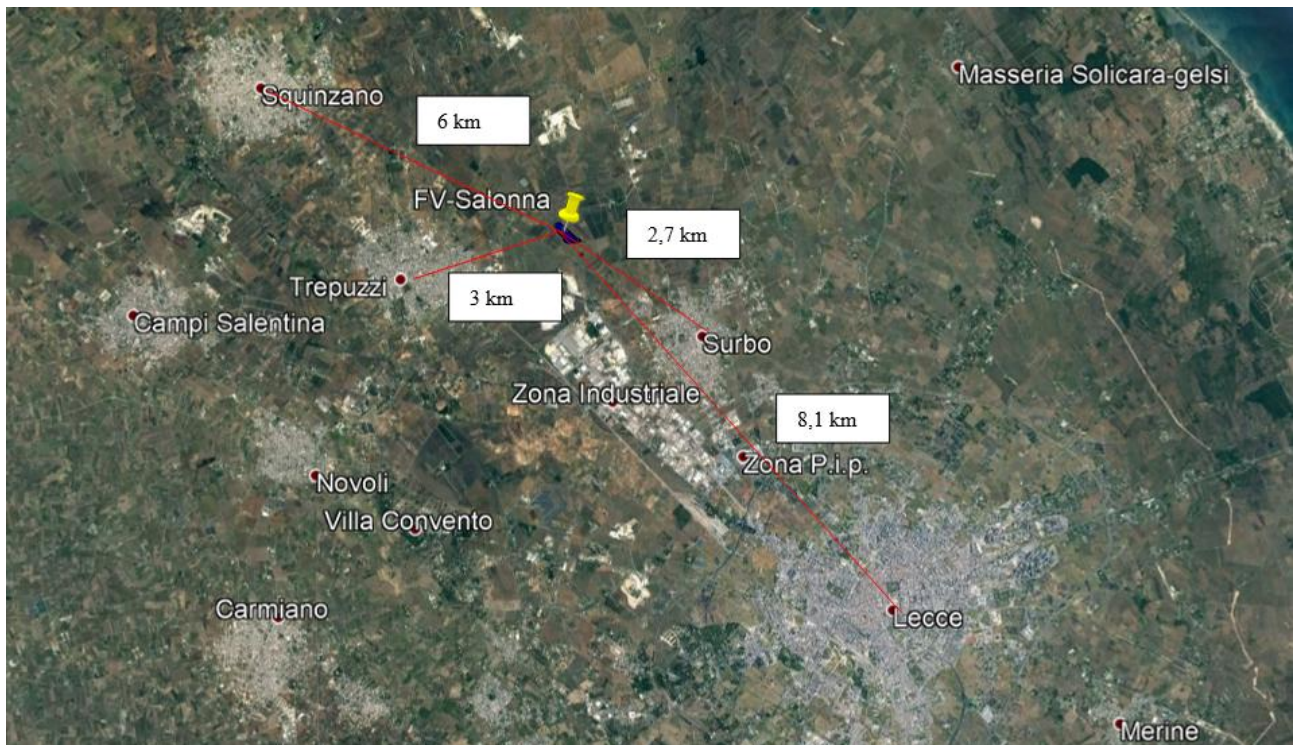 Masseria Solicara-gelsi
Squinzano
6 km
FV-Salonna
2,7 km
Trepuzzi
3 km
Campi Salentina
Surbo
Zona Industriale
8,1 km
Zona P.i.p.
Novoli
Villa Convento
Carmiano
Lecce
Merine